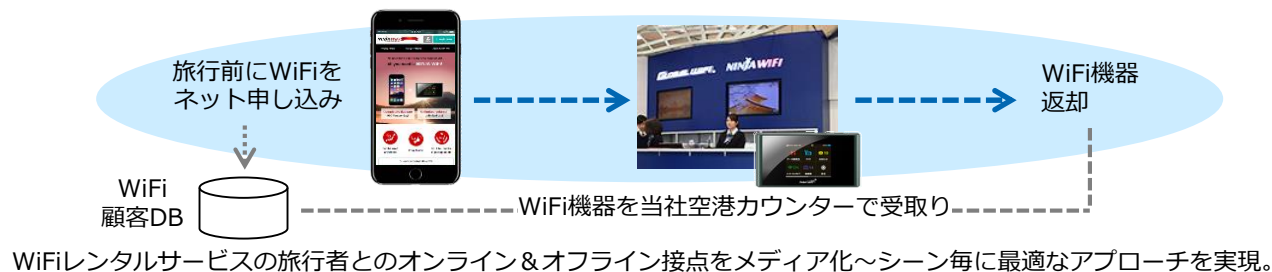 旅行前にWiFiを
ネット申し込み
GLOBAL WIFI.
NINJA WIFI
WiFi機器
返却
WiFi
顧客DB
WiFi機器を当社空港カウンターで受取り
WiFiレンタルサービスの旅行者とのオンライン&オフライン接点をメディア化~シーン毎に最適なアプローチを実現。